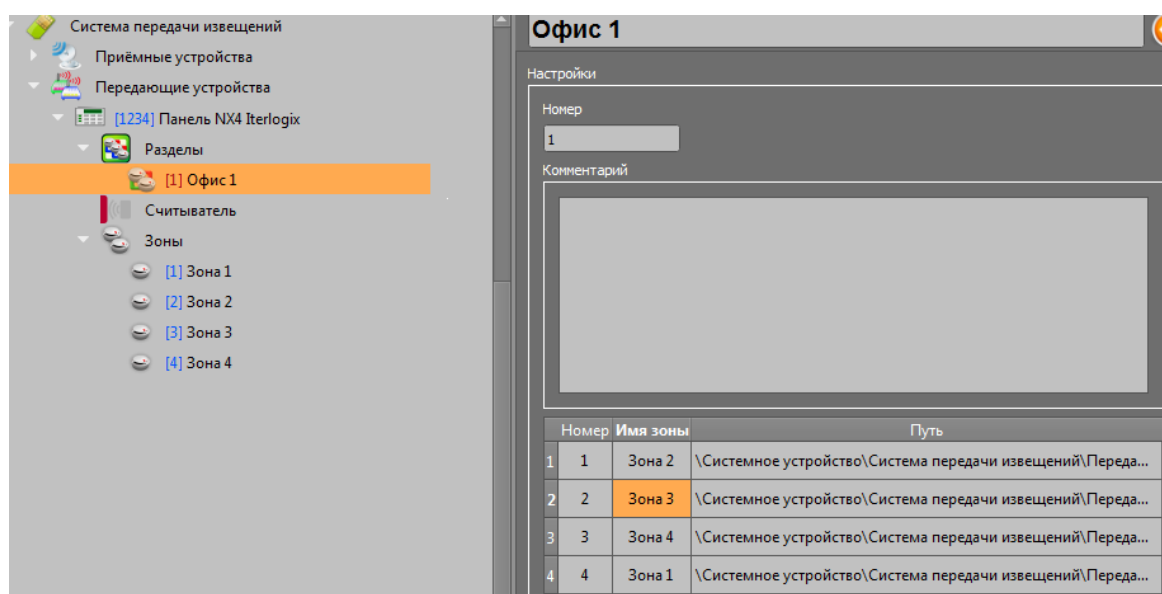 Система передачи извещений
Приёмные устройства
Передающие устройства
[1234] Панель NX4 Iterlogix
Разделы
[1] Офис 1
Считыватель
Зоны
[1] Зона 1
[2] Зона 2
[3] Зона 3
[4] Зона 4
Офис 1
Настройки
Номер
1
Комментарий
Номер Имя зоны Путь
1 1 Зона 2 \Системное устройство\Система передачи извещений\Переда...
2 2 Зона 3 \Системное устройство\Система передачи извещений\Переда...
3 3 Зона 4 \Системное устройство\Система передачи извещений\Переда...
4 4 Зона 1 \Системное устройство\Система передачи извещений\Переда...